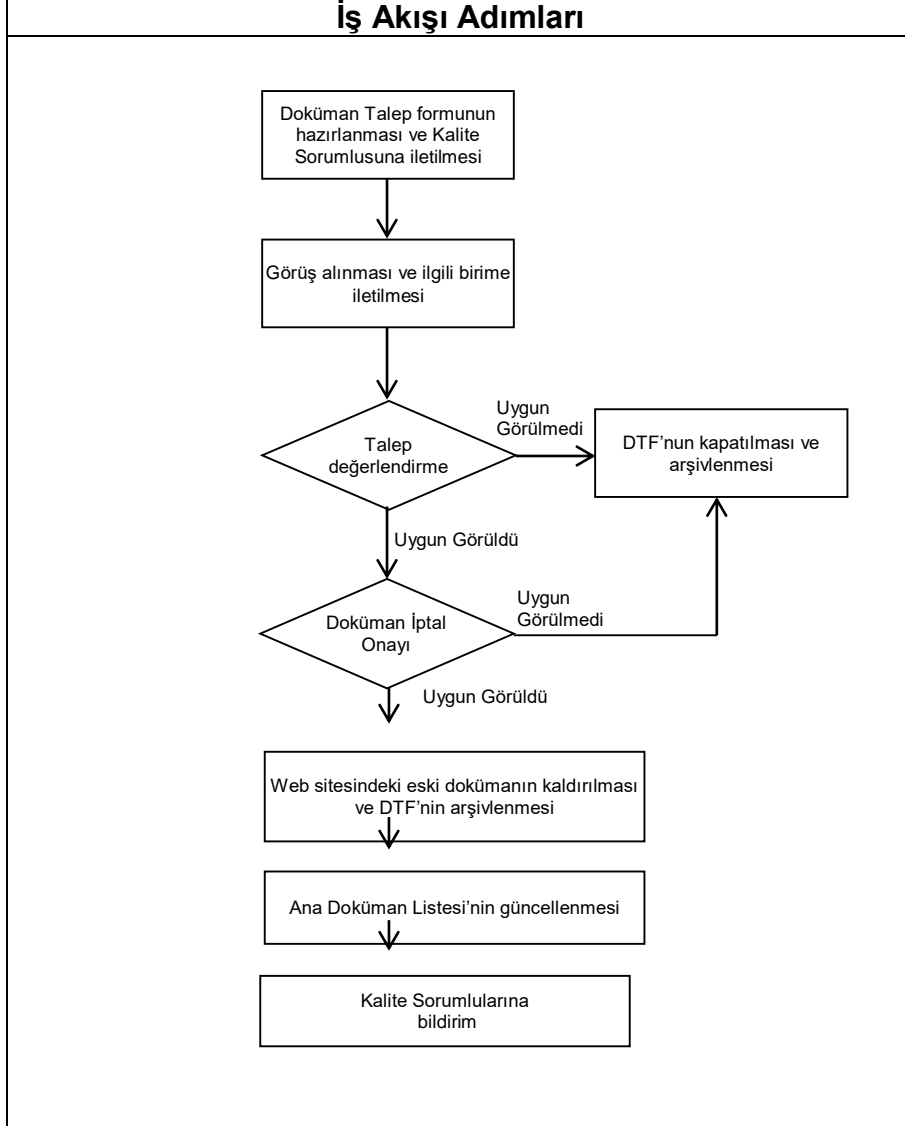 İş Akışı Adımları
Doküman Talep formunun
hazırlanması ve Kalite
Sorumlusuna iletilmesi
Görüş alınması ve ilgili birime
iletilmesi
Talep
değerlendirme
Uygun
Görülmedi
DTF’nun kapatılması ve
arşivlenmesi
Uygun Görüldü
Doküman İptal
Onayı
Uygun
Görülmedi
Uygun Görüldü
Web sitesindeki eski dokümanın kaldırılması
ve DTF’nin arşivlenmesi
Ana Doküman Listesi’nin güncellenmesi
Kalite Sorumlularına
bildirim